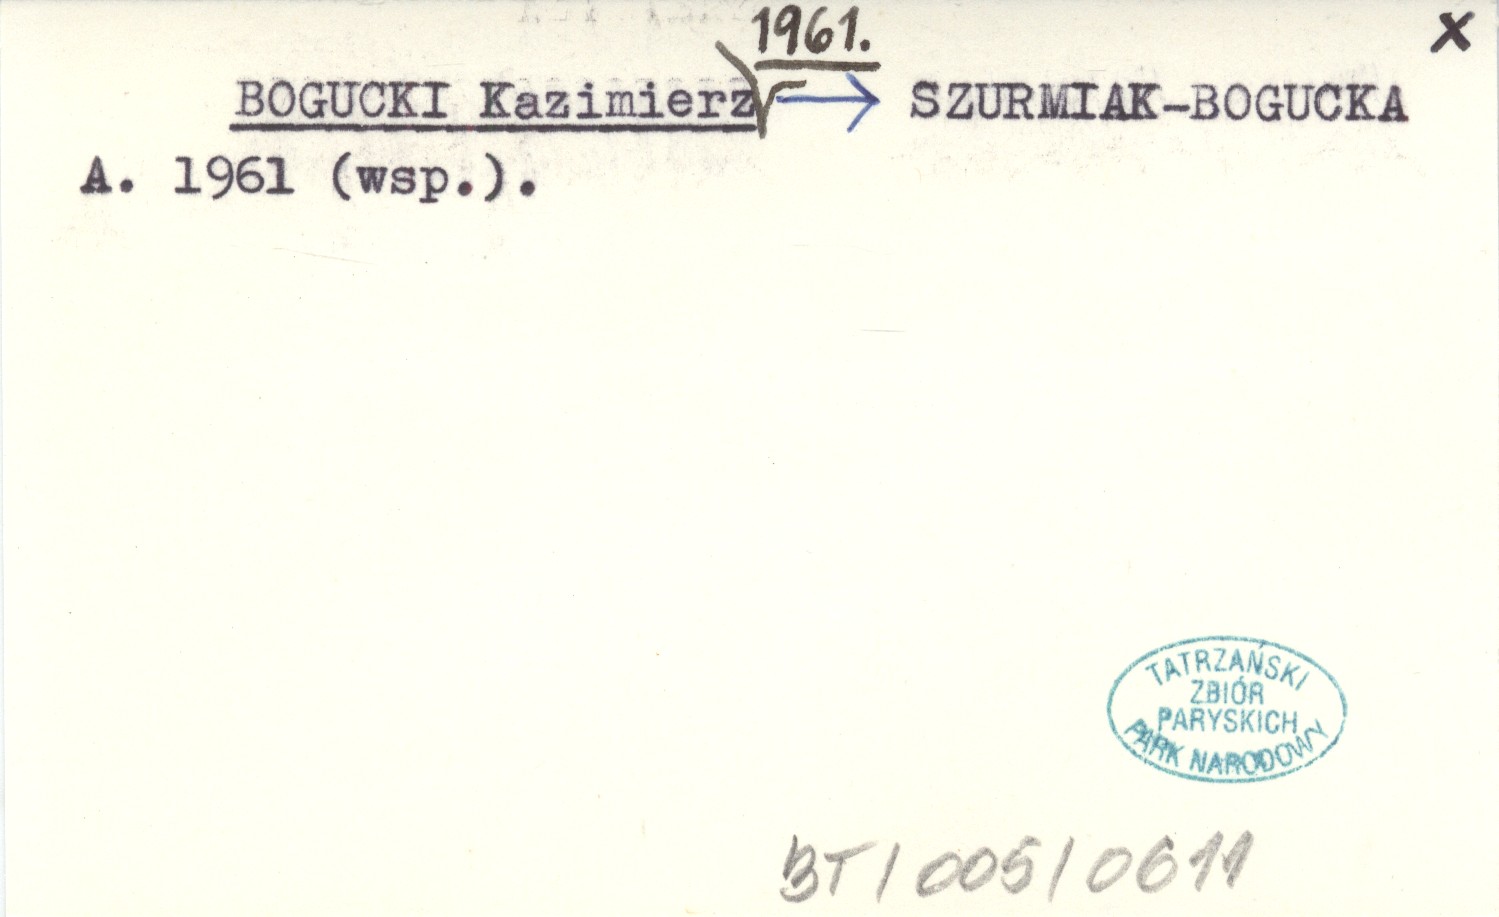 1961.
x
BOGUCKI Kazimierz → SZURMIAK-BOGUCKA
A. 1961 (wsp.).
TATRZAŃSKI
ZBIÓR
PARYSKICH
PARK NARODOWY
BT/005/0611